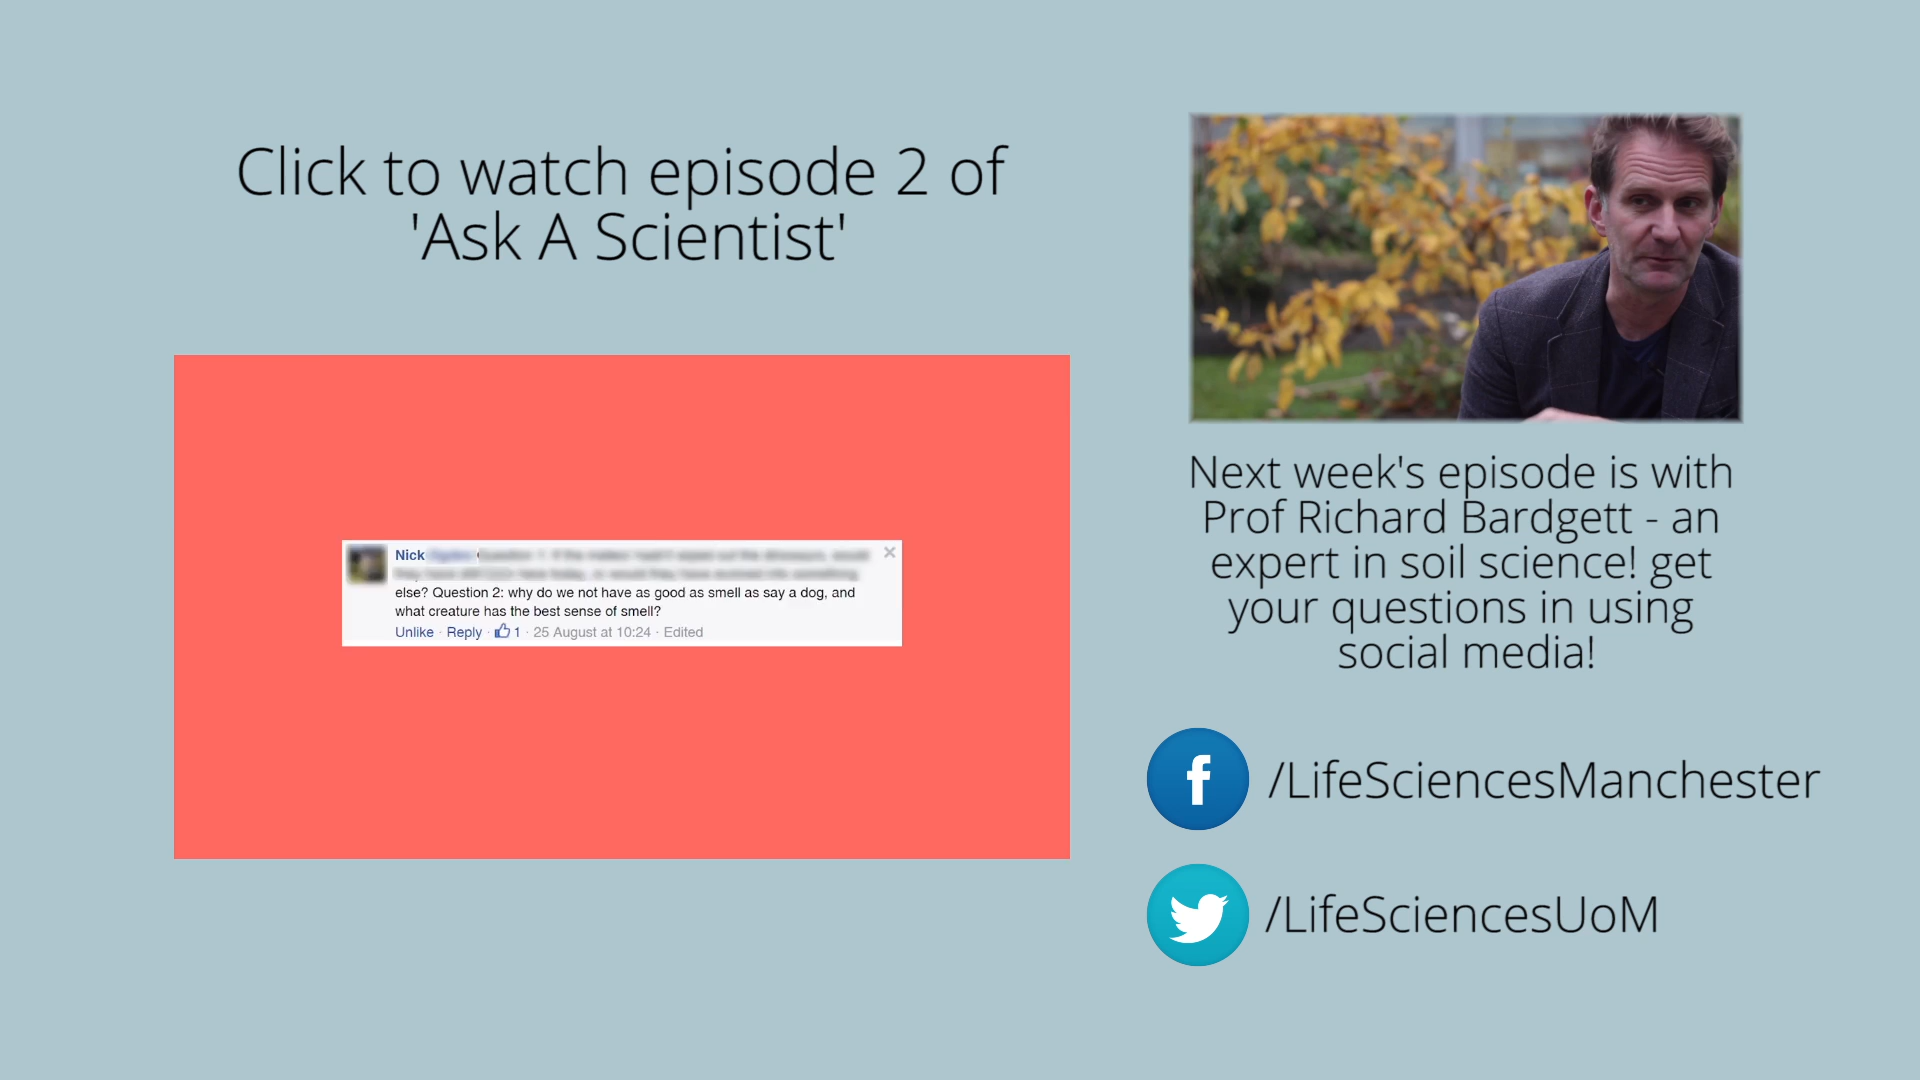 Click to watch episode 2 of
'Ask A Scientist'
Nick
else? Question 2: why do we not have as good as smell as say a dog, and
what creature has the best sense of smell?
Unlike · Reply · 1 · 25 August at 10:24 · Edited
Next week's episode is with
Prof Richard Bardgett - an
expert in soil science! get
your questions in using
social media!
/LifeSciencesManchester
/LifeSciencesUoM